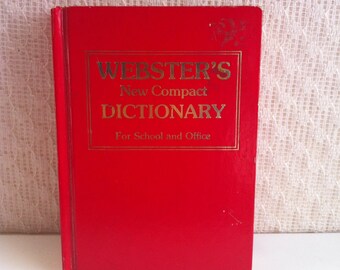 WEBSTER'S
New Compact
DICTIONARY
For School and Office